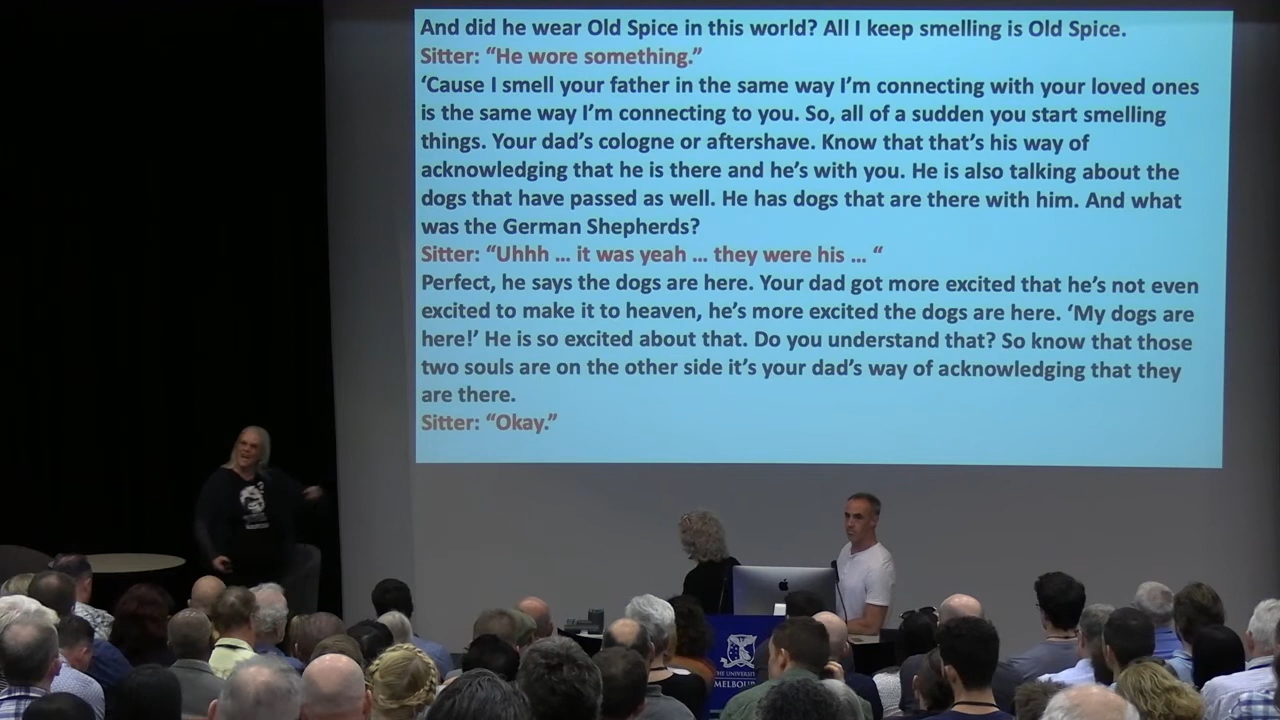 And did he wear Old Spice in this world? All I keep smelling is Old Spice.
Sitter: “He wore something.”
‘Cause I smell your father in the same way I’m connecting with your loved ones
is the same way I’m connecting to you. So, all of a sudden you start smelling
things. Your dad’s cologne or aftershave. Know that that’s his way of
acknowledging that he is there and he’s with you. He is also talking about the
dogs that have passed as well. He has dogs that are there with him. And what
was the German Shepherds?
Sitter: “Uhhh … it was yeah … they were his … “
Perfect, he says the dogs are here. Your dad got more excited that he’s not even
excited to make it to heaven, he’s more excited the dogs are here. ‘My dogs are
here!’ He is so excited about that. Do you understand that? So know that those
two souls are on the other side it’s your dad’s way of acknowledging that they
are there.
Sitter: “Okay.”